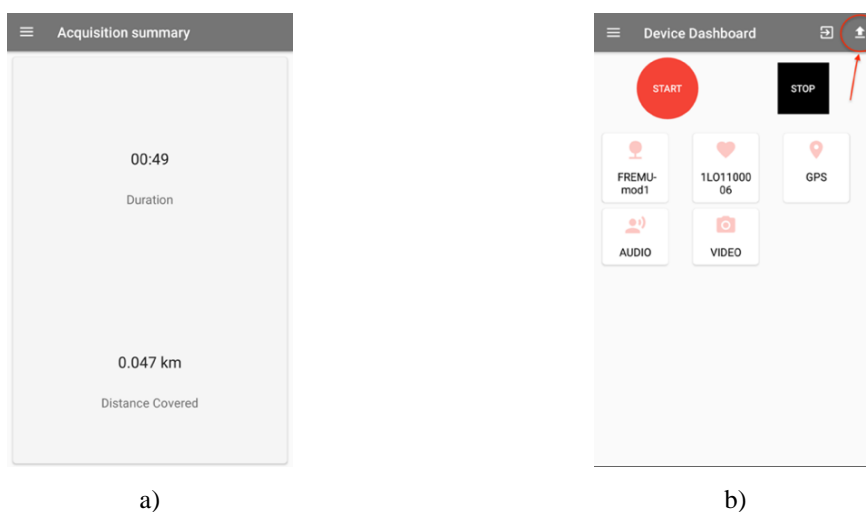 Acquisition summary
00:49
Duration
0.047 km
Distance Covered
a)
Device Dashboard
START
STOP
FREMU-
mod1
1LO11000
06
GPS
AUDIO
VIDEO
b)